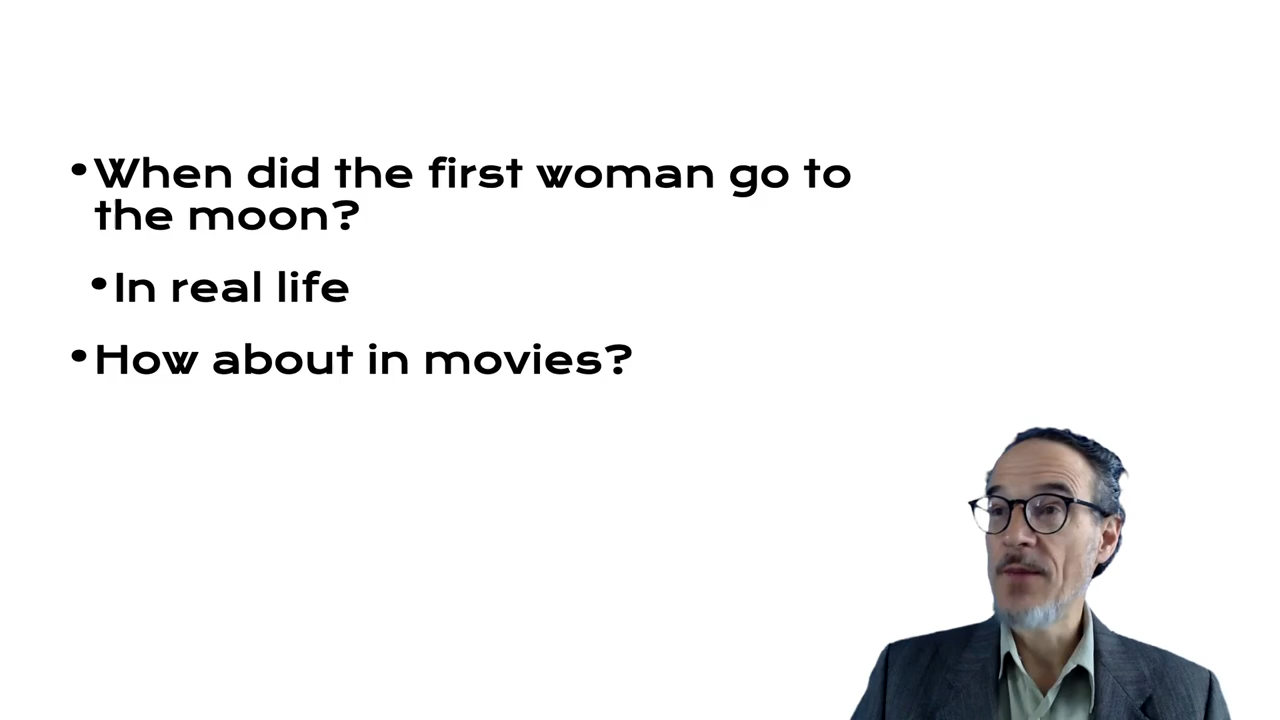 •When did the first woman go to
the moon?
•In real life
•How about in movies?